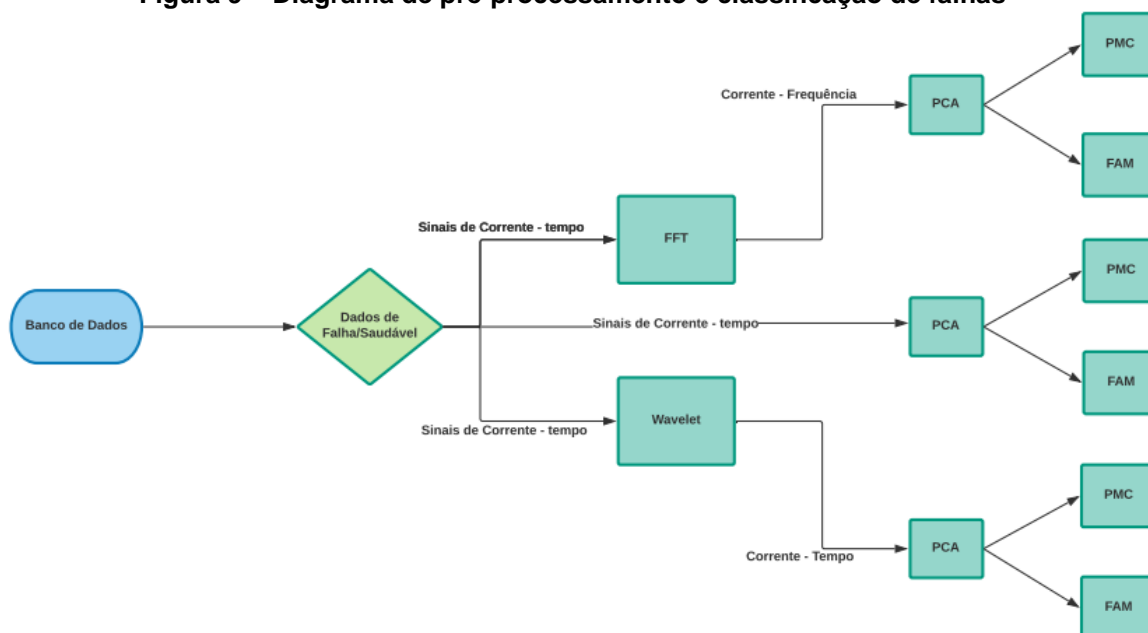 Diagrama de pré-processamento e classificação de falhas
PMC
Corrente - Frequência
PCA
FAM
Sinais de Corrente - tempo
FFT
PMC
Banco de Dados
Dados de
Falha/Saudável
Sinais de Corrente - tempo
PCA
FAM
Wavelet
Sinais de Corrente - tempo
PMC
PCA
Corrente - Tempo
FAM